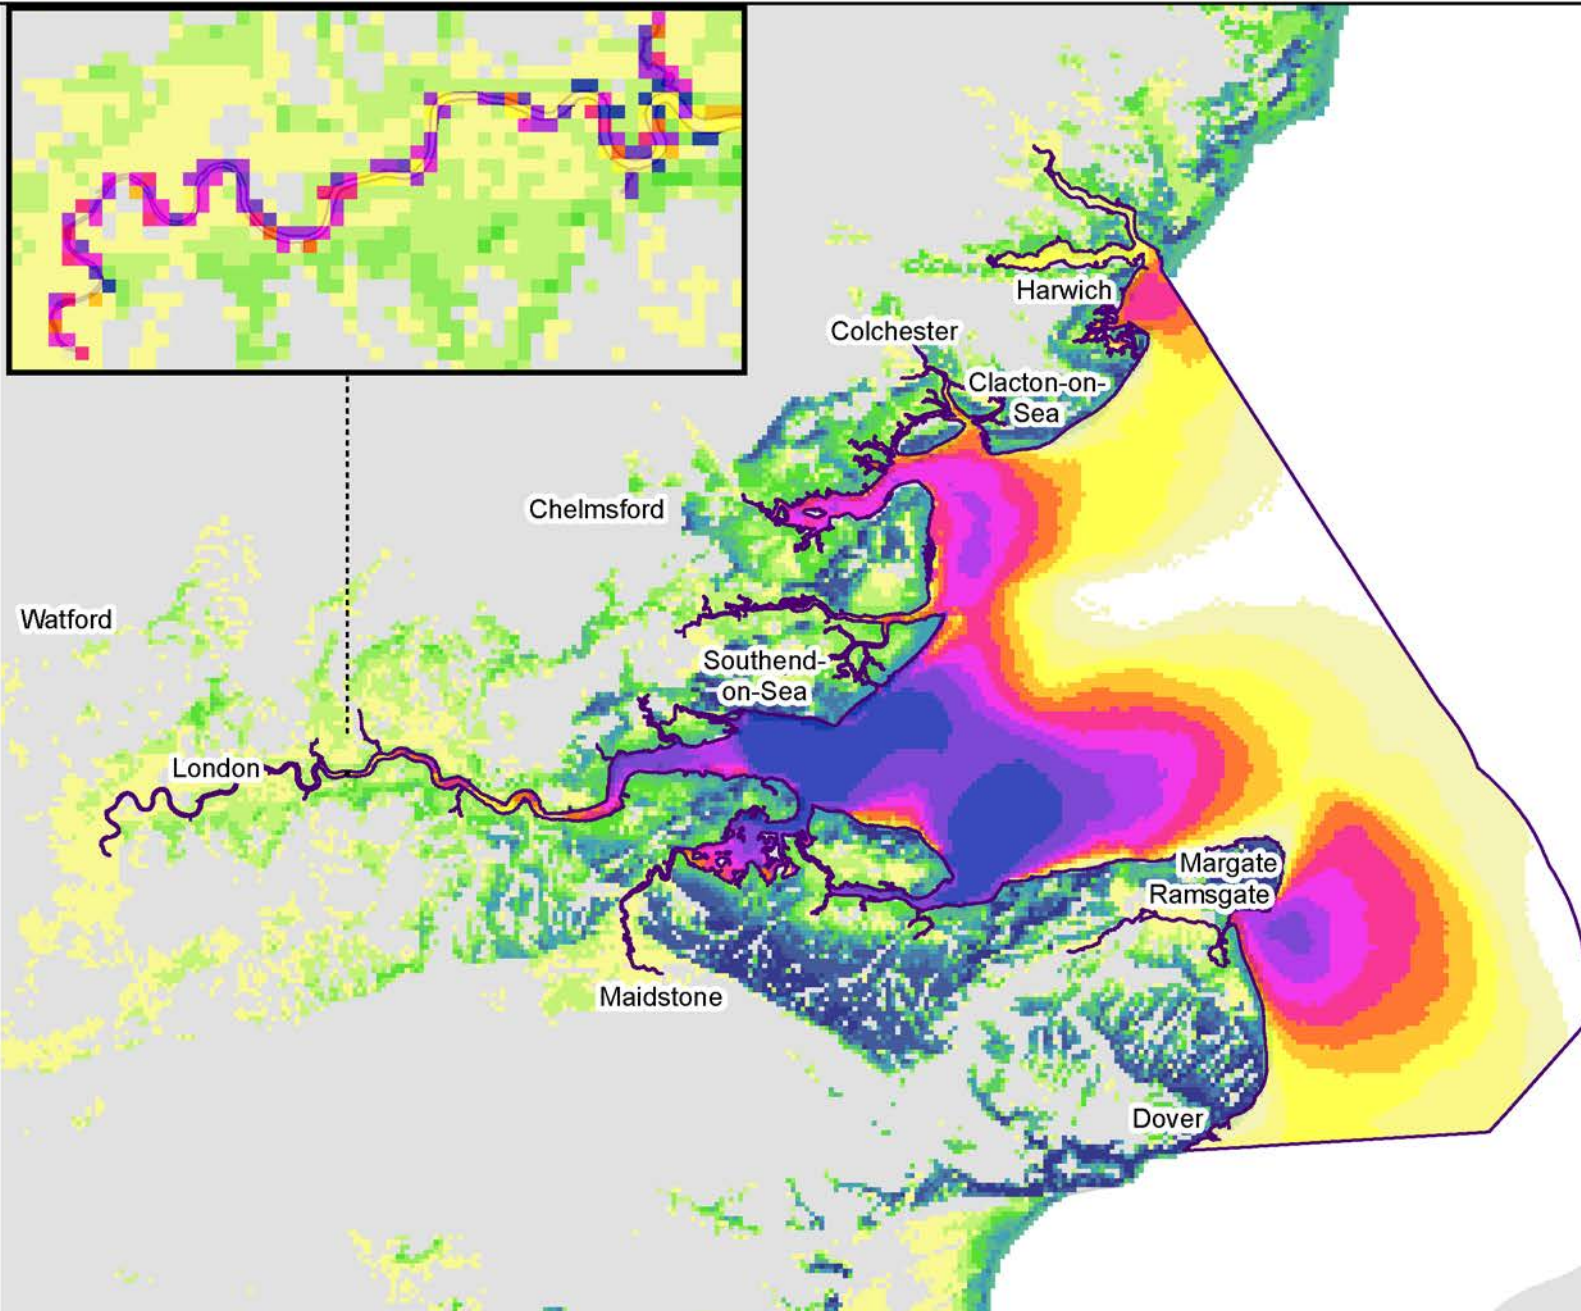 Harwich
Colchester
Clacton-on-
Sea
Chelmsford
Watford
Southend-
on-Sea
London
Margate
Ramsgate
Maidstone
Dover